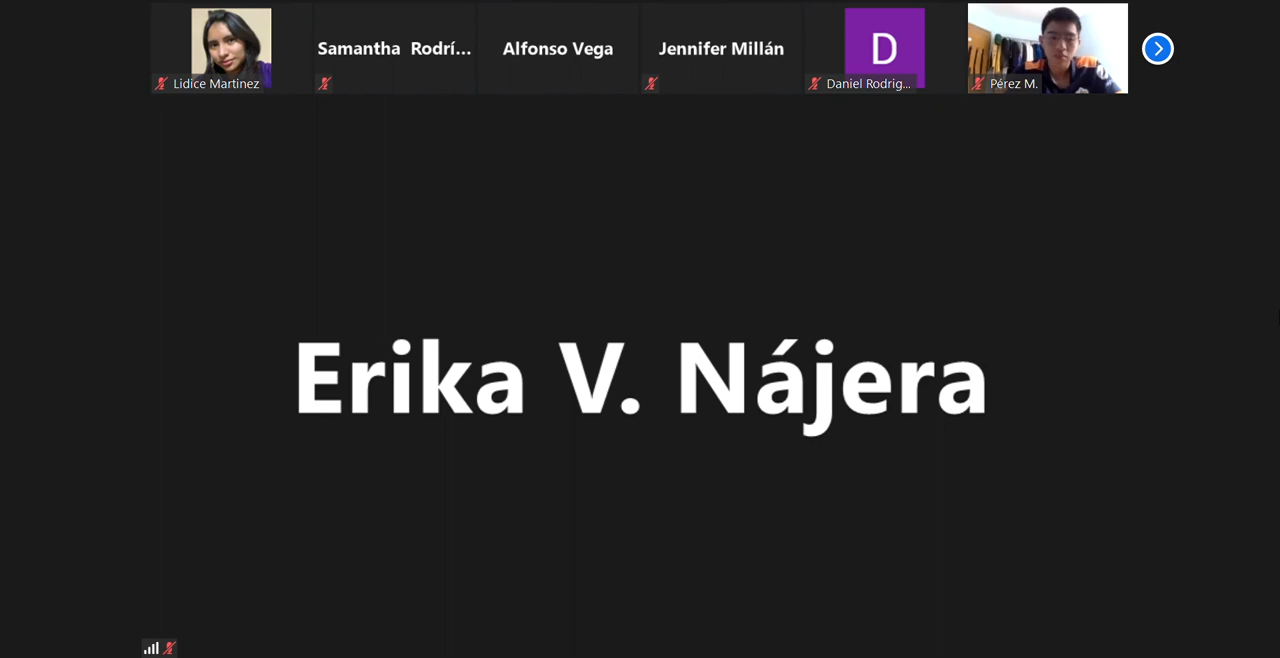 Samantha Rodrí...
Alfonso Vega
Jennifer Millán
D
Lidice Martinez
Daniel Rodrig...
Pérez M.
Erika V. Nájera